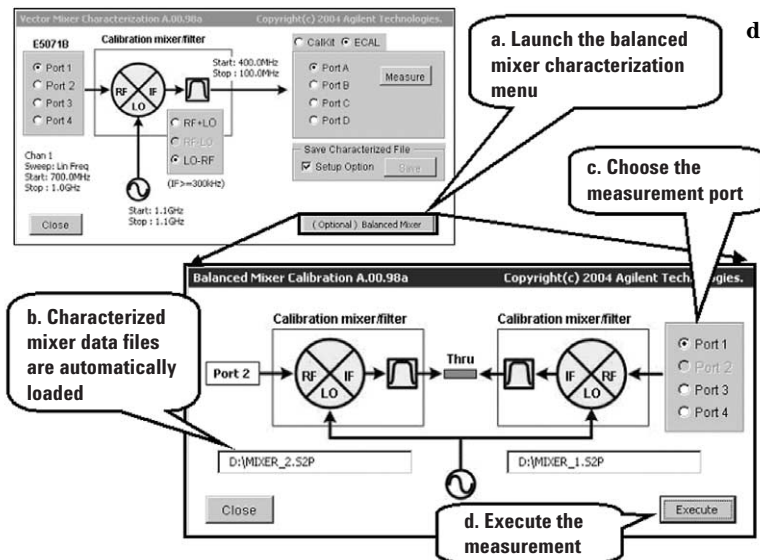 Vector Mixer Characterization A.00.98a
Copyright(c) 2004 Agilent Technologies.
E5071B
Port 1
Port 2
Port 3
Port 4
Chan 1
Sweep: Lin Freq
Start: 700.0MHz
Stop : 1.0GHz
Close
Calibration mixer/filter
RF
IF
LO
Start: 400.0MHz
Stop : 100.0MHz
RF+LO
RF-LO
LO-RF
(IF>=300kHz)
Start: 1.1GHz
Stop : 1.1GHz
CalKit
ECAL
Port A
Port B
Port C
Port D
Measure
Save Characterized File
Setup Option
Save
( Optional ) Balanced Mixer
a. Launch the balanced
mixer characterization
menu
d
c. Choose the
measurement port
Balanced Mixer Calibration A.00.98a
Copyright(c) 2004 Agilent Technologies.
b. Characterized
mixer data files
are automatically
loaded
Calibration mixer/filter
Calibration mixer/filter
Port 2
RF
IF
LO
Thru
IF
RF
LO
Port 1
Port 2
Port 3
Port 4
D:\MIXER_2.S2P
D:\MIXER_1.S2P
Close
Execute
d. Execute the
measurement